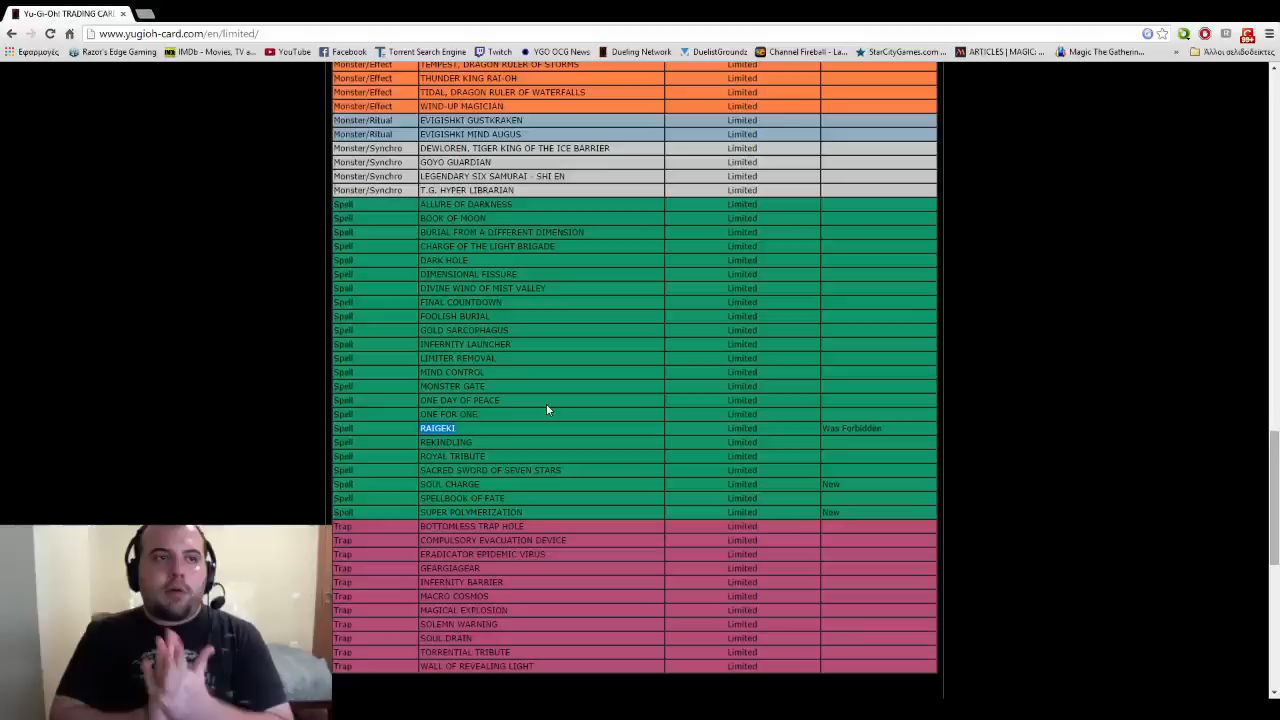 Yu-Gi-Oh! TRADING CAR
www.yugioh-card.com/en/limited/
Εφαρμογές Razor's Edge Gaming IMDb - Movies, TV a... YouTube Facebook Torrent Search Engine Twitch YGO OCG News Dueling Network DuelistGroundz Channel Fireball - La... StarCityGames.com ... ARTICLES | MAGIC: ... Magic The Gatherin... » Άλλοι σελιδοδείκτες
Monster/Effect TEMPEST, DRAGON RULER OF STORMS Limited
Monster/Effect THUNDER KING RAI-OH Limited
Monster/Effect TIDAL, DRAGON RULER OF WATERFALLS Limited
Monster/Effect WIND-UP MAGICIAN Limited
Monster/Ritual EVIGISHKI GUSTKRAKEN Limited
Monster/Ritual EVIGISHKI MIND AUGUS Limited
Monster/Synchro DEWLOREN, TIGER KING OF THE ICE BARRIER Limited
Monster/Synchro GOYO GUARDIAN Limited
Monster/Synchro LEGENDARY SIX SAMURAI - SHI EN Limited
Monster/Synchro T.G. HYPER LIBRARIAN Limited
Spell ALLURE OF DARKNESS Limited
Spell BOOK OF MOON Limited
Spell BURIAL FROM A DIFFERENT DIMENSION Limited
Spell CHARGE OF THE LIGHT BRIGADE Limited
Spell DARK HOLE Limited
Spell DIMENSIONAL FISSURE Limited
Spell DIVINE WIND OF MIST VALLEY Limited
Spell FINAL COUNTDOWN Limited
Spell FOOLISH BURIAL Limited
Spell GOLD SARCOPHAGUS Limited
Spell INFERNITY LAUNCHER Limited
Spell LIMITER REMOVAL Limited
Spell MIND CONTROL Limited
Spell MONSTER GATE Limited
Spell ONE DAY OF PEACE Limited
Spell ONE FOR ONE Limited
Spell RAIGEKI Limited Was Forbidden
Spell REKINDLING Limited
Spell ROYAL TRIBUTE Limited
Spell SACRED SWORD OF SEVEN STARS Limited
Spell SOUL CHARGE Limited New
Spell SPELLBOOK OF FATE Limited
Spell SUPER POLYMERIZATION Limited New
Trap BOTTOMLESS TRAP HOLE Limited
Trap COMPULSORY EVACUATION DEVICE Limited
Trap ERADICATOR EPIDEMIC VIRUS Limited
Trap GEARGIAGEAR Limited
Trap INFERNITY BARRIER Limited
Trap MACRO COSMOS Limited
Trap MAGICAL EXPLOSION Limited
Trap SOLEMN WARNING Limited
Trap SOUL DRAIN Limited
Trap TORRENTIAL TRIBUTE Limited
Trap WALL OF REVEALING LIGHT Limited